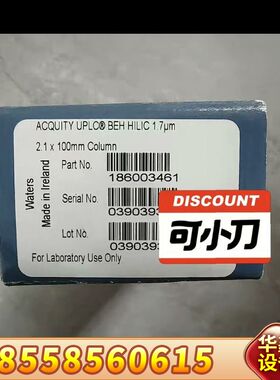 ACQUITY UPLC® BEH HILIC 1.7µm
2.1 x 100mm Column
Part No.
186003461
Serial No.
Lot No.
For Laboratory Use Only
Waters
Made in Ireland
DISCOUNT
可小刀
8558560615